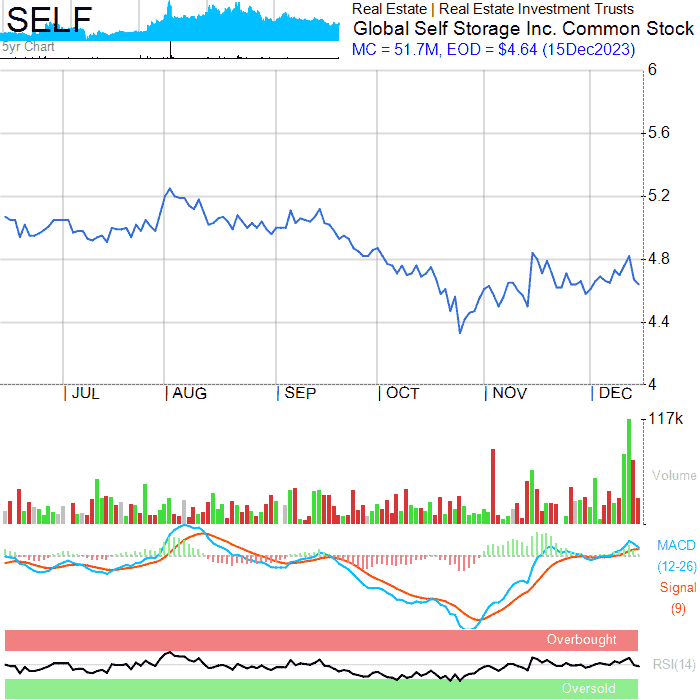 SELF
5yr Chart
Real Estate | Real Estate Investment Trusts
Global Self Storage Inc. Common Stock
MC = 51.7M, EOD = $4.64 (15Dec2023)
6
5.6
5.2
4.8
4.4
4
JUL AUG SEP OCT NOV DEC
117k
Volume
MACD
(12-26)
Signal
(9)
Overbought
RSI(14)
Oversold